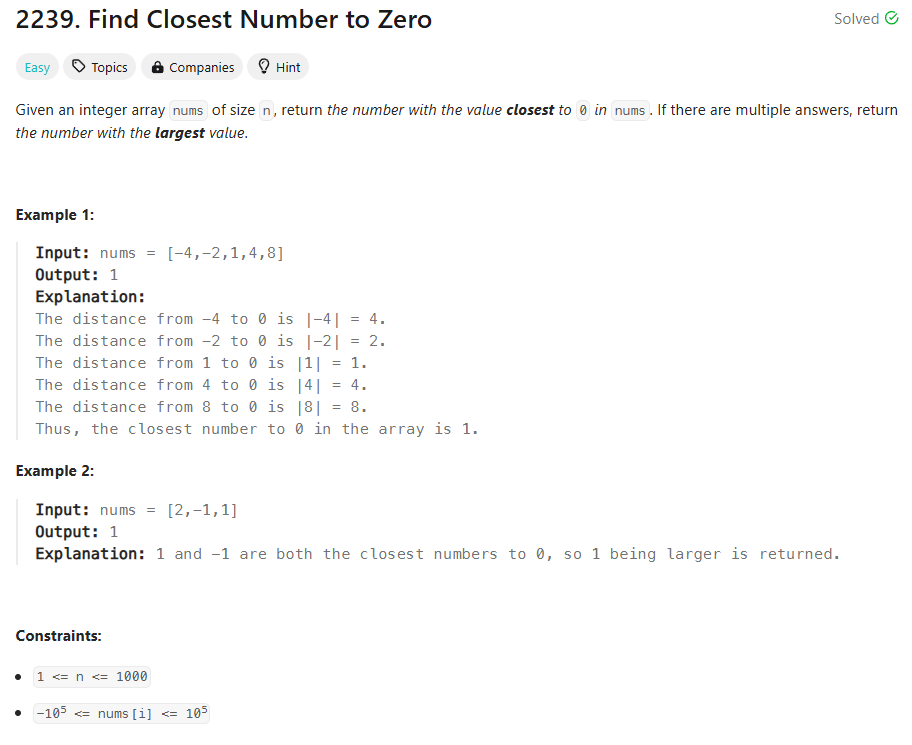 2239. Find Closest Number to Zero
Solved
Easy Topics Companies Hint
Given an integer array nums of size n, return the number with the value closest to 0 in nums. If there are multiple answers, return
the number with the largest value.
Example 1:
Input: nums = [-4,-2,1,4,8]
Output: 1
Explanation:
The distance from -4 to 0 is |-4| = 4.
The distance from -2 to 0 is |-2| = 2.
The distance from 1 to 0 is |1| = 1.
The distance from 4 to 0 is |4| = 4.
The distance from 8 to 0 is |8| = 8.
Thus, the closest number to 0 in the array is 1.
Example 2:
Input: nums = [2,-1,1]
Output: 1
Explanation: 1 and -1 are both the closest numbers to 0, so 1 being larger is returned.
Constraints:
• 1 <= n <= 1000
• -10⁵ <= nums[i] <= 10⁵